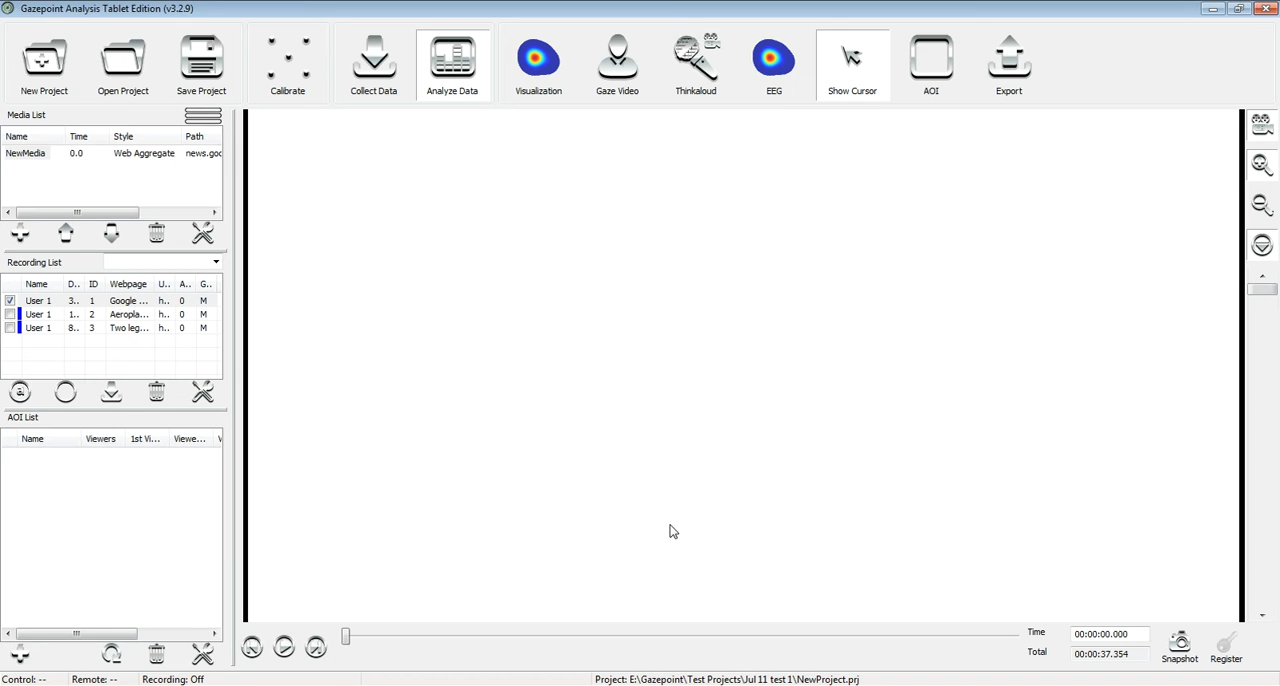 Gazepoint Analysis Tablet Edition (v3.2.9)
New Project Open Project Save Project Calibrate Collect Data Analyze Data Visualization Gaze Video Thinkaloud EEG Show Cursor AOI Export
Media List
Name Time Style Path
NewMedia 0.0 Web Aggregate news.goo
Recording List
Name D.. ID Webpage U.. A.. G..
User 1 3.. 1 Google ... h.. 0 M
User 1 1.. 2 Aeropla... h.. 0 M
User 1 8.. 3 Two leg... h.. 0 M
a
AOI List
Name Viewers 1st Vi... Viewe... V
Time 00:00:00.000
Total 00:00:37.354
Snapshot Register
Control: -- Remote: -- Recording: Off Project: E:\Gazepoint\Test Projects\Jul 11 test 1\NewProject.prj